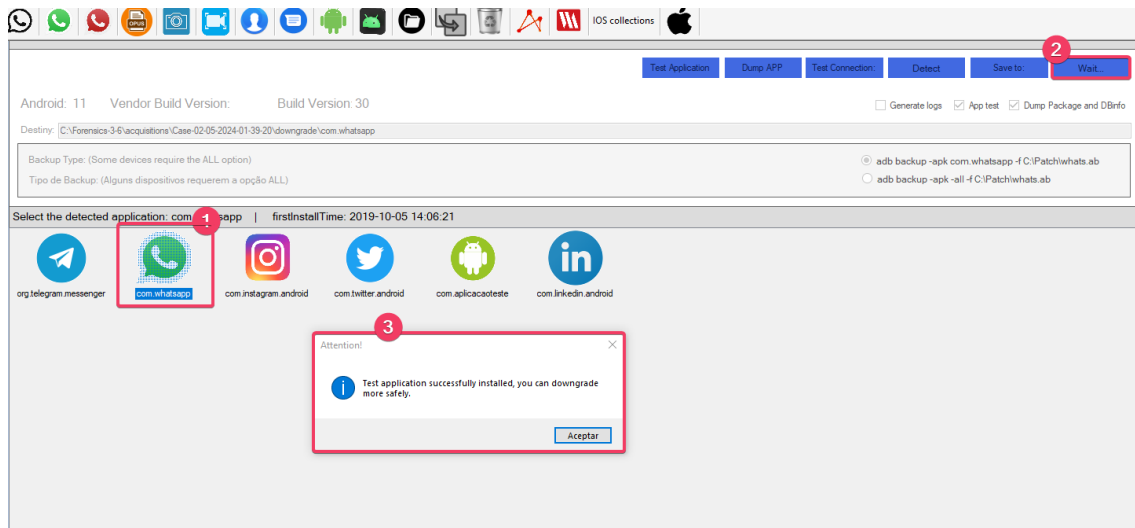 OPUS
IOS collections
2
Test Application Dump APP Test Connection: Detect Save to: Wait...
Android: 11 Vendor Build Version: Build Version: 30
Generate logs App test Dump Package and DBinfo
Destiny: C:\Forensics-3-6\acquisitions\Case-02-05-2024-01-39-20\downgrade\com.whatsapp
Backup Type: (Some devices require the ALL option) adb backup -apk com.whatsapp -f C:\Patch\whats.ab
Tipo de Backup: (Alguns dispositivos requerem a opção ALL) adb backup -apk -all -f C:\Patch\whats.ab
Select the detected application: com.whatsapp | firstInstallTime: 2019-10-05 14:06:21
1
in
org.telegram.messenger com.whatsapp com.instagram.android com.twitter.android com.aplicacaoteste com.linkedin.android
3
Attention!
Test application successfully installed, you can downgrade
more safely.
Aceptar